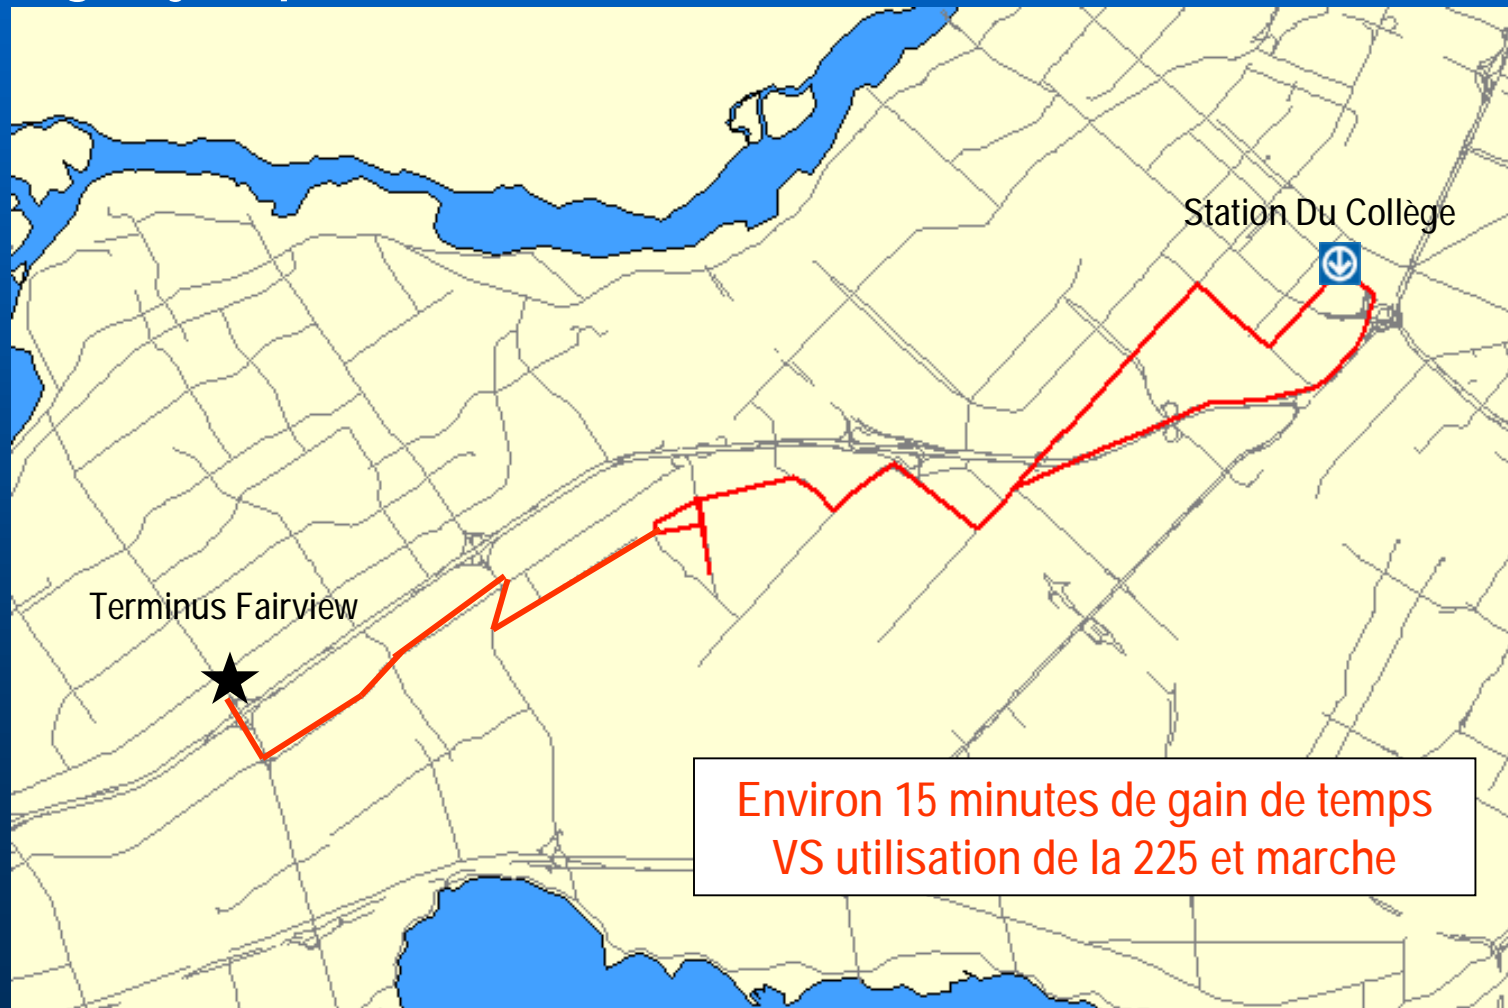 Station Du Collège
Terminus Fairview
Environ 15 minutes de gain de temps
VS utilisation de la 225 et marche